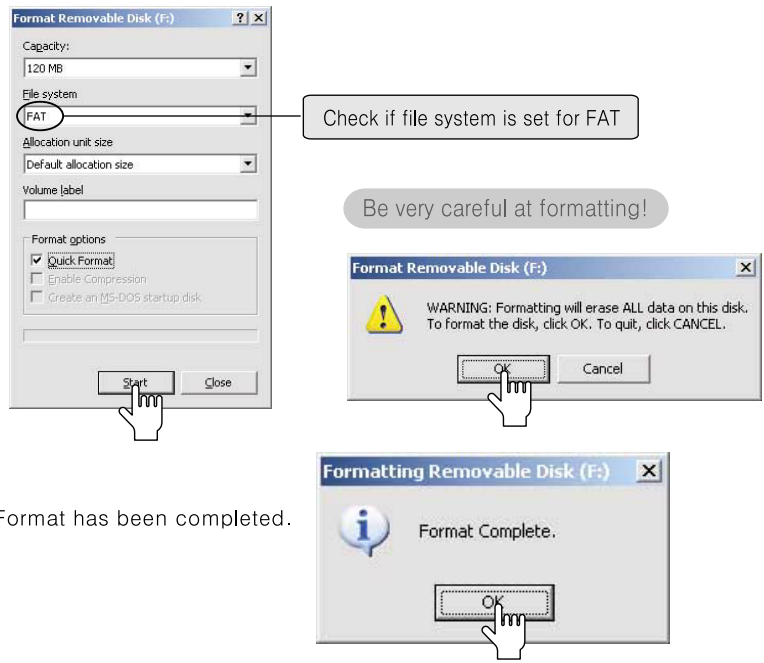 Format Removable Disk (F:)
Capacity:
120 MB
File system
FAT
Check if file system is set for FAT
Allocation unit size
Default allocation size
Volume label
Be very careful at formatting!
Format options
Quick Format
Enable Compression
Create an MS-DOS startup disk
Start
Close
Format Removable Disk (F:)
WARNING: Formatting will erase ALL data on this disk.
To format the disk, click OK. To quit, click CANCEL.
OK
Cancel
Format has been completed.
Formatting Removable Disk (F:)
Format Complete.
OK